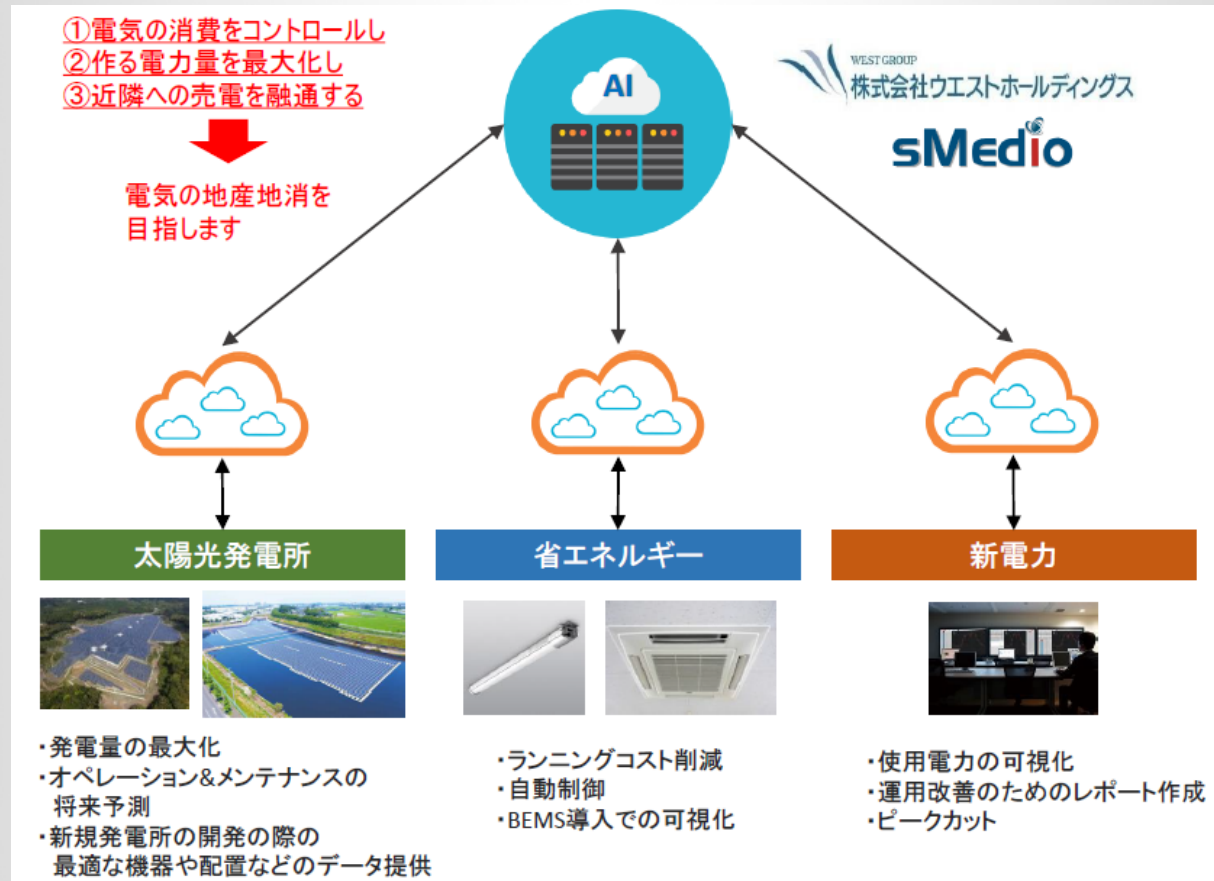 ①電気の消費をコントロールし
②作る電力量を最大化し
③近隣への売電を融通する
電気の地産地消を
目指します
AI
WEST GROUP
株式会社ウエストホールディングス
sMedio
太陽光発電所
・発電量の最大化
・オペレーション&メンテナンスの
将来予測
・新規発電所の開発の際の
最適な機器や配置などのデータ提供
省エネルギー
・ランニングコスト削減
・自動制御
・BEMS導入での可視化
新電力
・使用電力の可視化
・運用改善のためのレポート作成
・ピークカット